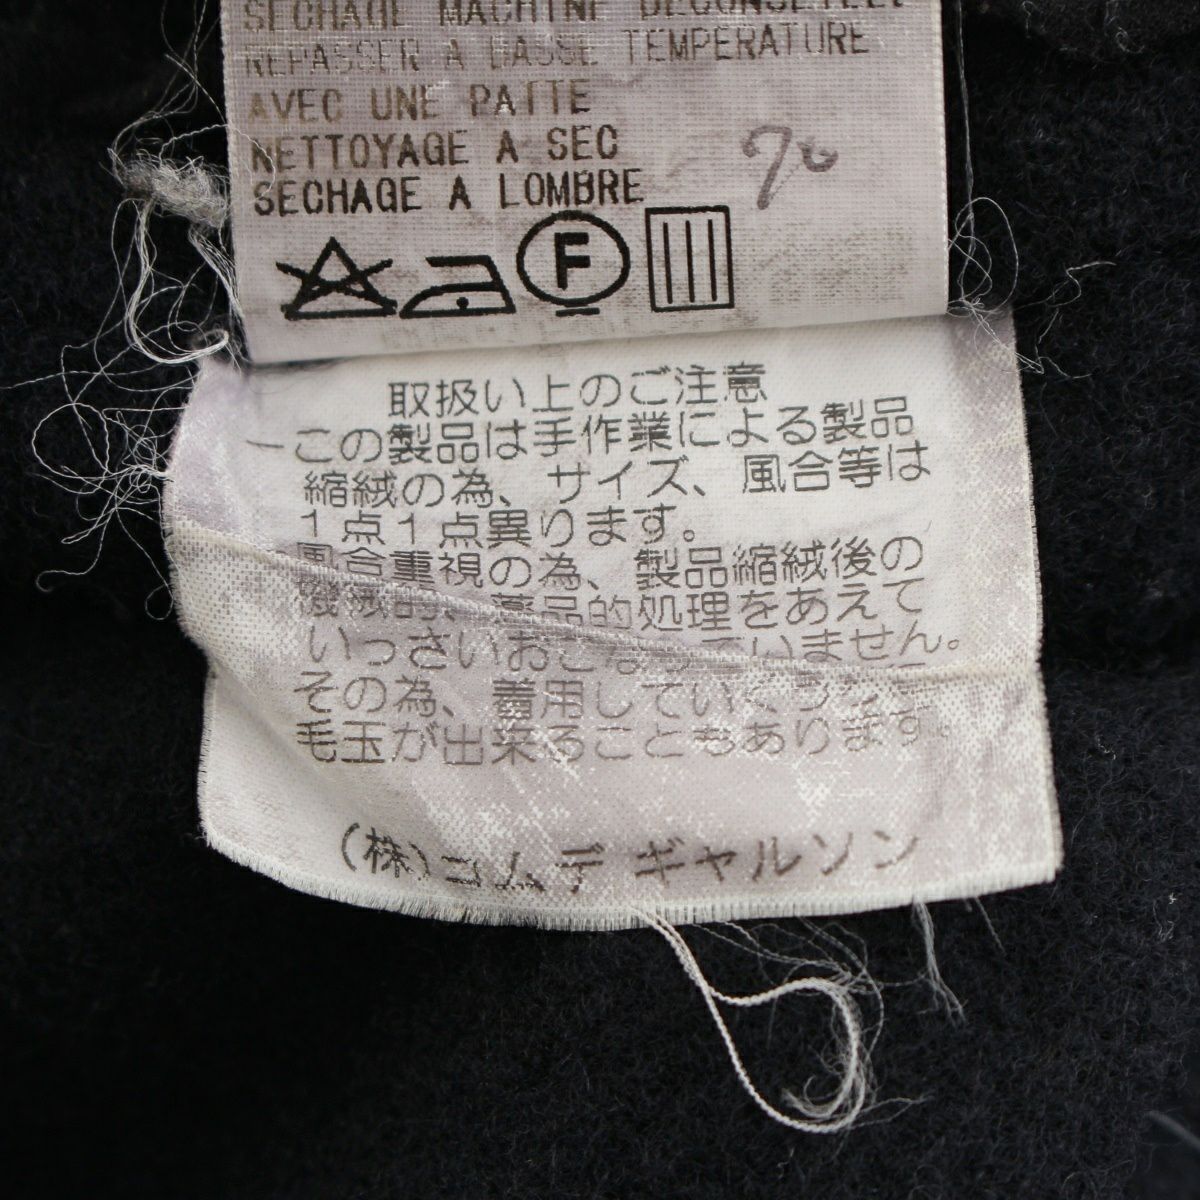 SECHAGE MACHINE DECONSEILLE
REPASSER A BASSE TEMPERATURE
AVEC UNE PATTE
NETTOYAGE A SEC
SECHAGE A LOMBRE
70
F
取扱い上のご注意
ーこの製品は手作業による製品
縮絨の為、サイズ、風合等は
1点1点異ります。
風合重視の為、製品縮絨後の
機械的、薬品的処理をあえて
いっさいおこなっていません。
その為、着用していくうちに
毛玉が出来ることもあります。
(株)コムデギャルソン